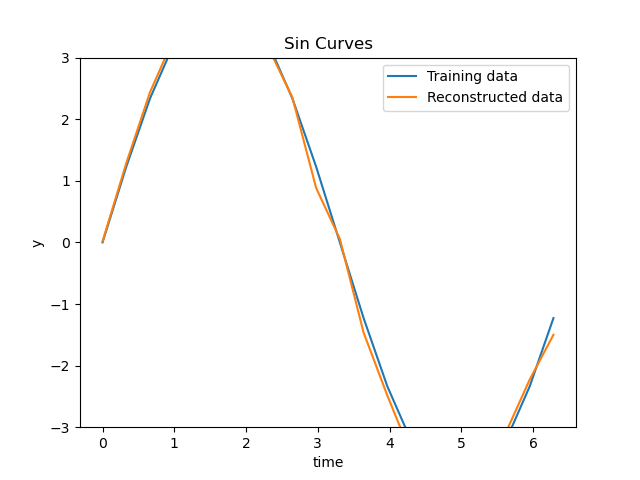 Sin Curves
Training data
Reconstructed data
3
2
1
0
−1
−2
−3
y
0
1
2
3
4
5
6
time